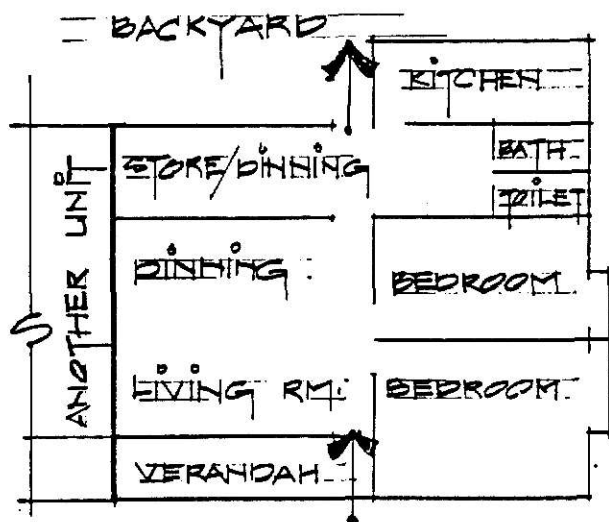 BACKYARD
KITCHEN
STORE/DINNING
BATH
TOILET
ANOTHER UNIT
DINNING
BEDROOM
LIVING RM.
BEDROOM
VERANDAH